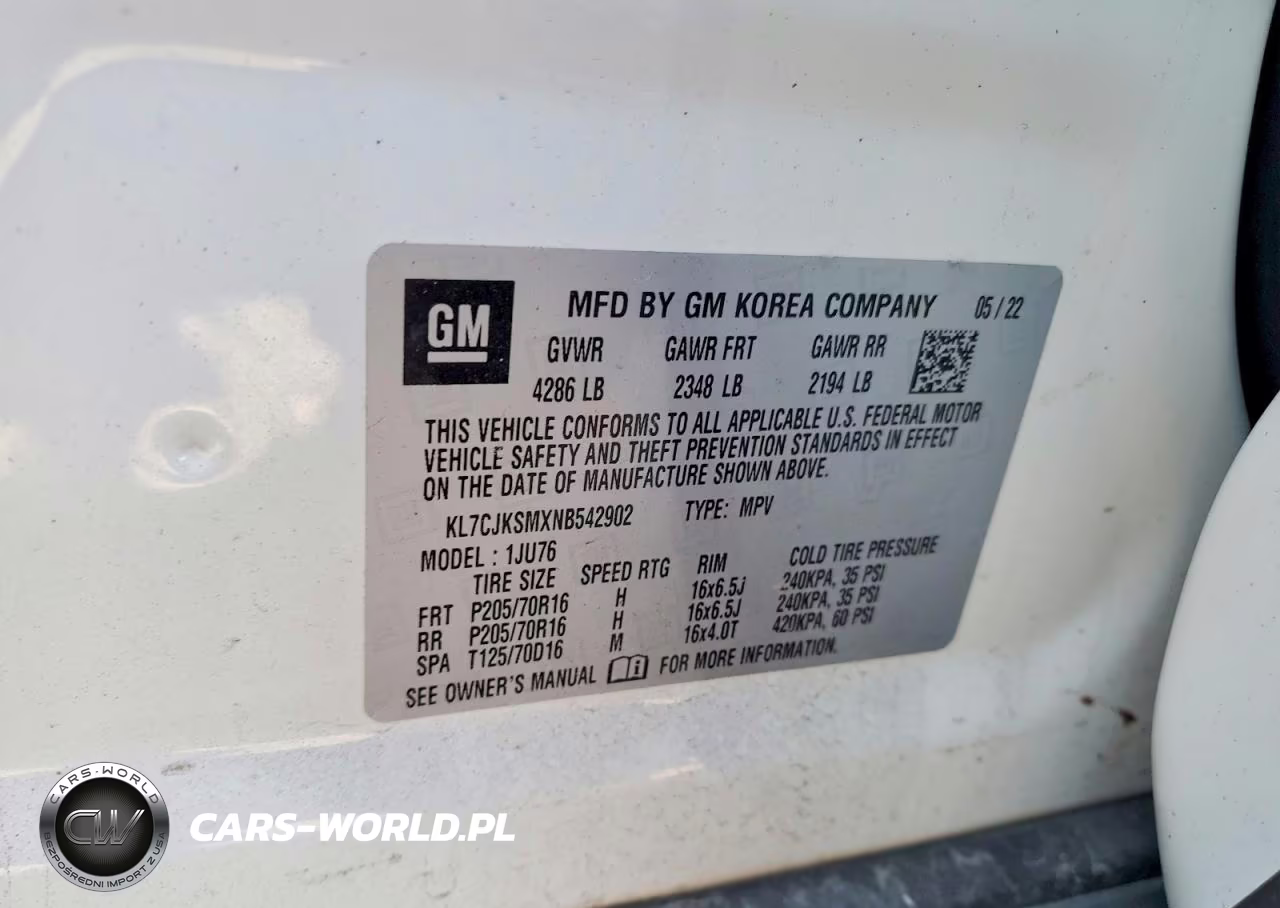 GM
MFD BY GM KOREA COMPANY 05/22
GVWR GAWR FRT GAWR RR
4286 LB 2348 LB 2194 LB
THIS VEHICLE CONFORMS TO ALL APPLICABLE U.S. FEDERAL MOTOR
VEHICLE SAFETY AND THEFT PREVENTION STANDARDS IN EFFECT
ON THE DATE OF MANUFACTURE SHOWN ABOVE.
KL7CJKSMXNB542902 TYPE: MPV
MODEL : 1JU76
TIRE SIZE SPEED RTG RIM COLD TIRE PRESSURE
FRT P205/70R16 H 16x6.5J 240KPA, 35 PSI
RR P205/70R16 H 16x6.5J 240KPA, 35 PSI
SPA T125/70D16 M 16x4.0T 420KPA, 60 PSI
SEE OWNER'S MANUAL FOR MORE INFORMATION.
CARS-WORLD
CW
BEZPOŚREDNI IMPORT Z USA
CARS-WORLD.PL